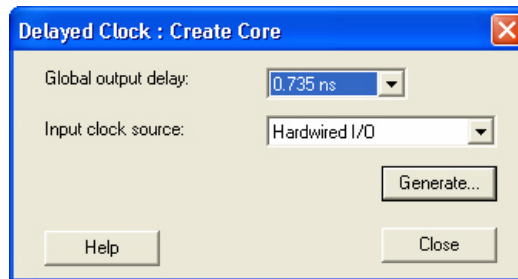 Delayed Clock : Create Core
Global output delay: 0.735 ns
Input clock source: Hardwired I/O
Generate...
Help Close